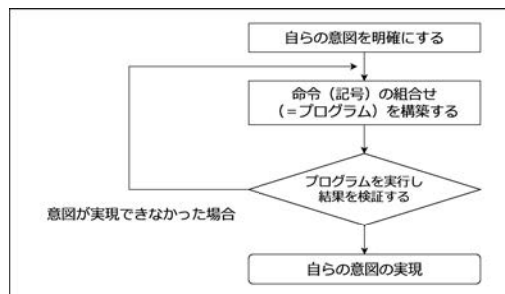 自らの意図を明確にする
命令（記号）の組合せ
（＝プログラム）を構築する
プログラムを実行し
結果を検証する
意図が実現できなかった場合
自らの意図の実現